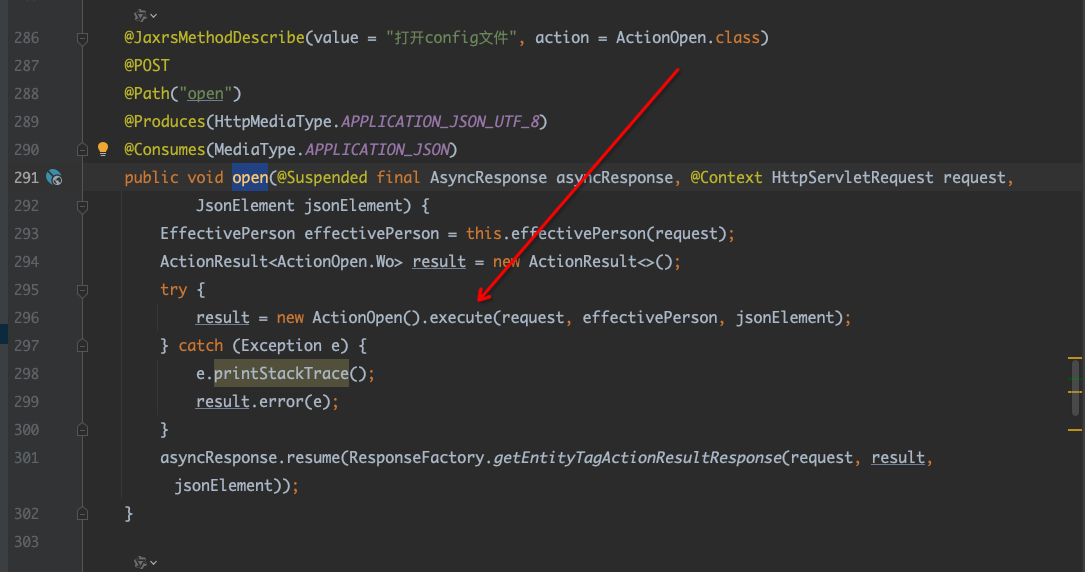 286 @JaxrsMethodDescribe(value = "打开config文件", action = ActionOpen.class)
287 @POST
288 @Path("open")
289 @Produces(HttpMediaType.APPLICATION_JSON_UTF_8)
290 @Consumes(MediaType.APPLICATION_JSON)
291 public void open(@Suspended final AsyncResponse asyncResponse, @Context HttpServletRequest request,
292 JsonElement jsonElement) {
293 EffectivePerson effectivePerson = this.effectivePerson(request);
294 ActionResult<ActionOpen.Wo> result = new ActionResult<>();
295 try {
296 result = new ActionOpen().execute(request, effectivePerson, jsonElement);
297 } catch (Exception e) {
298 e.printStackTrace();
299 result.error(e);
300 }
301 asyncResponse.resume(ResponseFactory.getEntityTagActionResultResponse(request, result,
jsonElement));
302 }
303